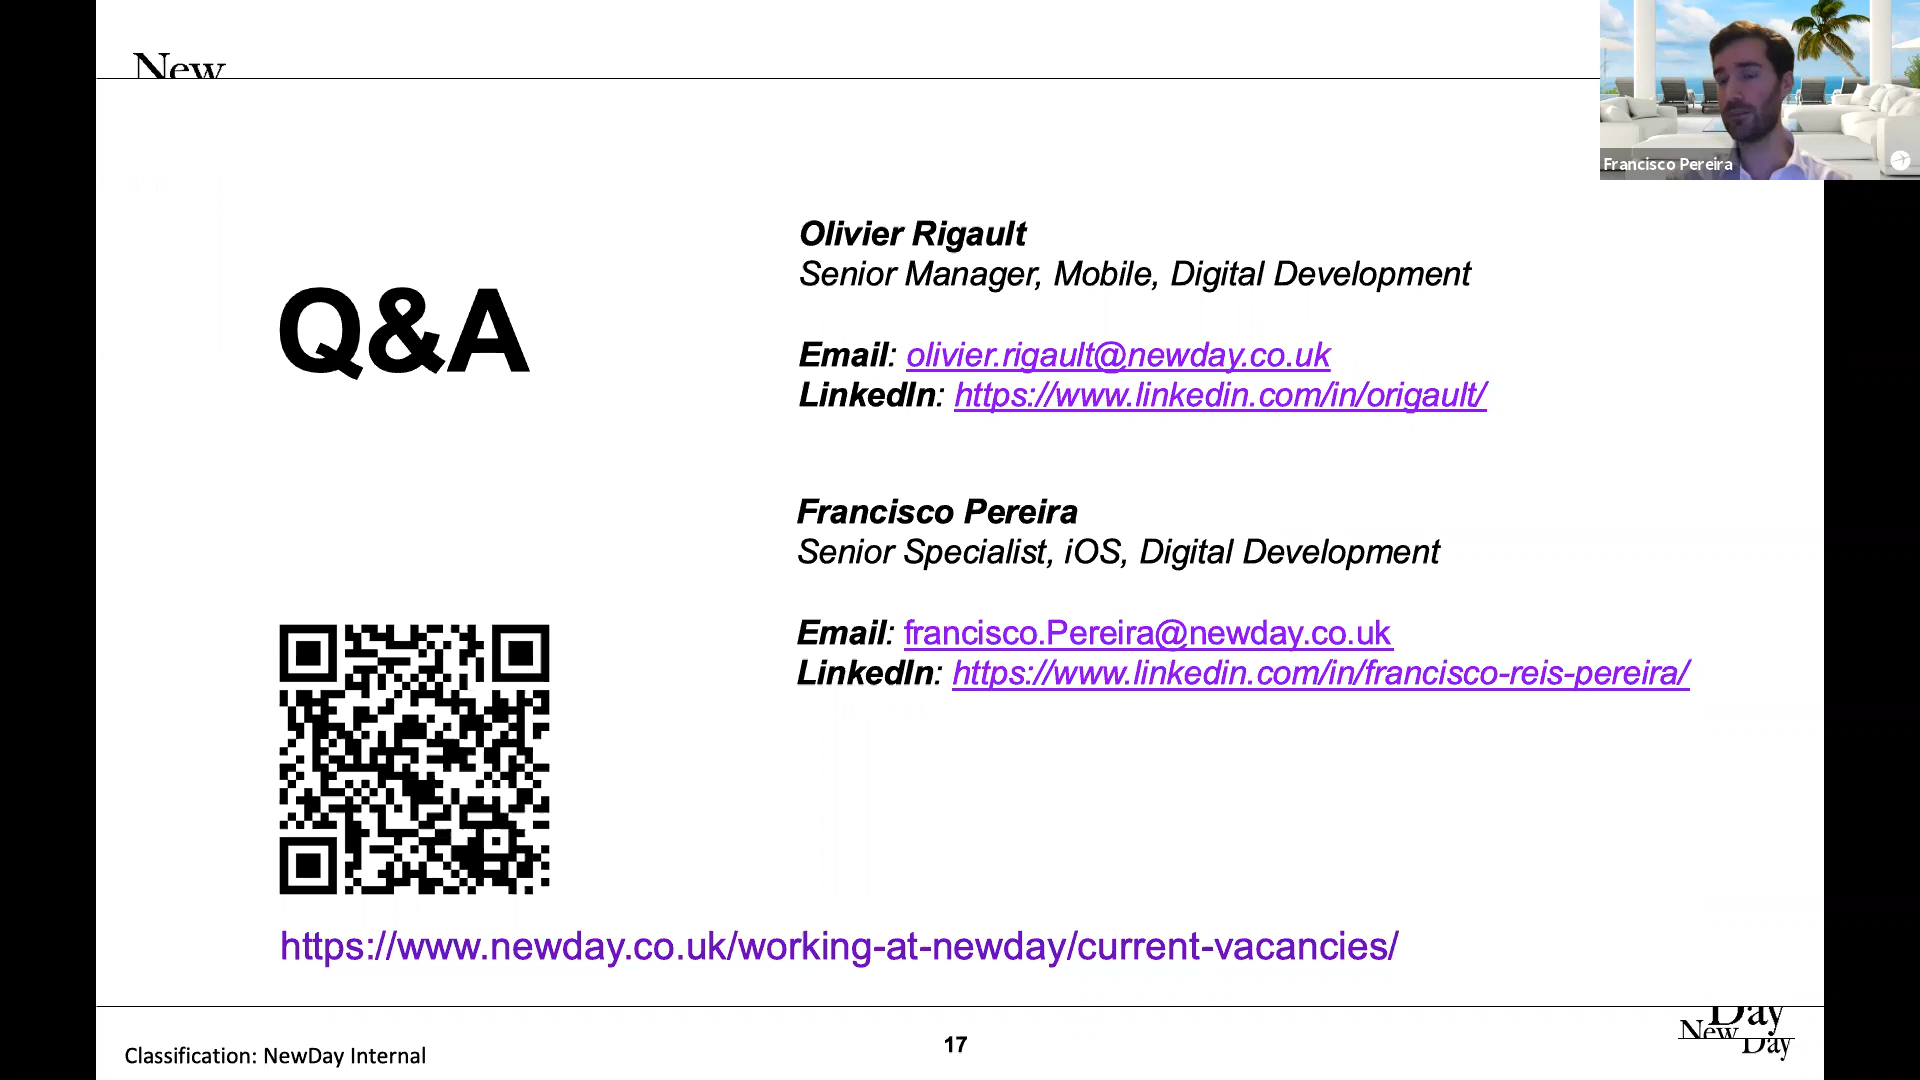 New
Francisco Pereira
Q&A
Olivier Rigault
Senior Manager, Mobile, Digital Development
Email: olivier.rigault@newday.co.uk
LinkedIn: https://www.linkedin.com/in/origault/
Francisco Pereira
Senior Specialist, iOS, Digital Development
Email: francisco.Pereira@newday.co.uk
LinkedIn: https://www.linkedin.com/in/francisco-reis-pereira/
https://www.newday.co.uk/working-at-newday/current-vacancies/
Classification: NewDay Internal
17
Day
New
Day